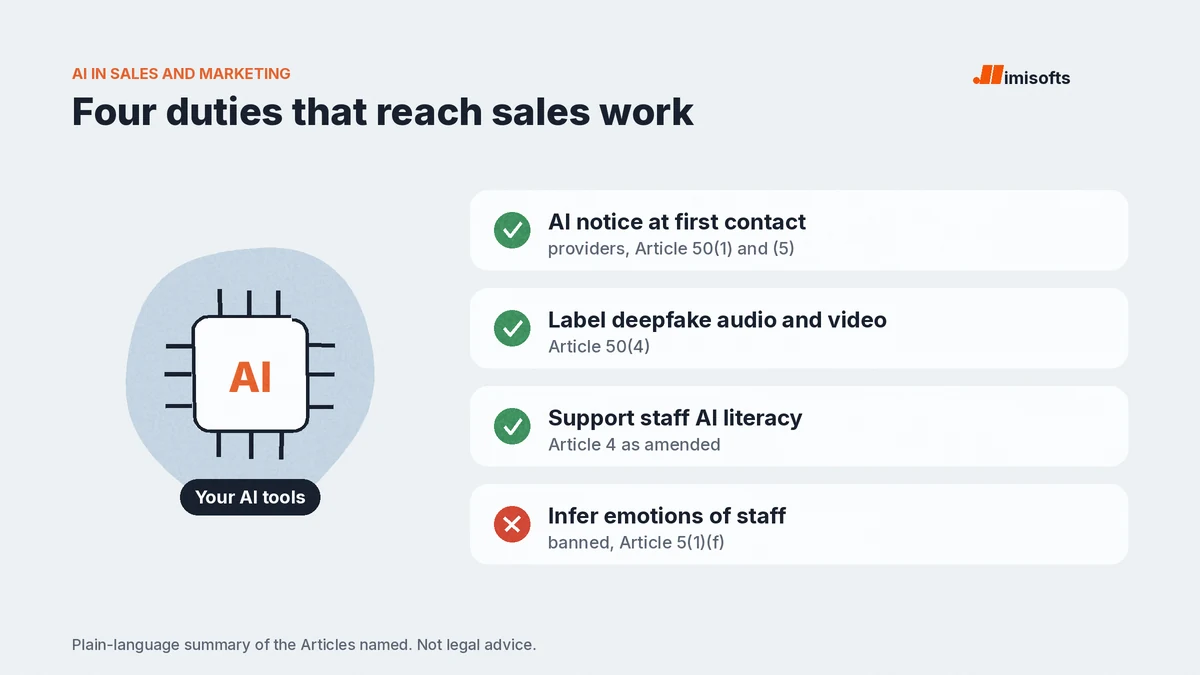 AI IN SALES AND MARKETING
Four duties that reach sales work
imisofts
AI notice at first contact
providers, Article 50(1) and (5)
Label deepfake audio and video
Article 50(4)
Support staff AI literacy
Article 4 as amended
Infer emotions of staff
banned, Article 5(1)(f)
AI
Your AI tools
Plain-language summary of the Articles named. Not legal advice.